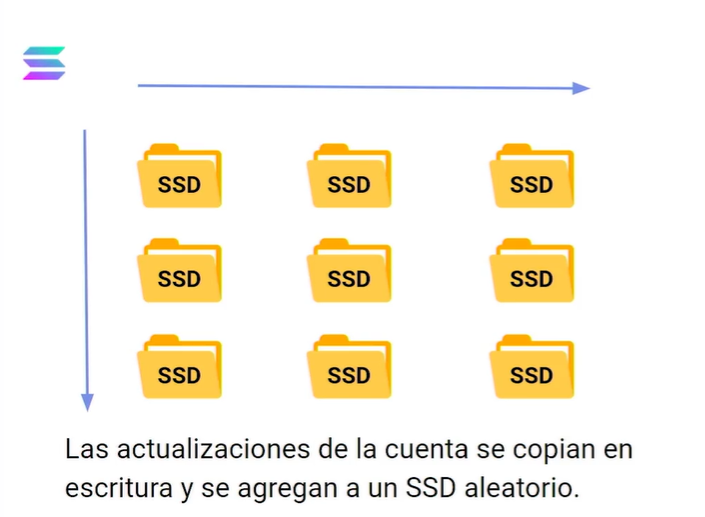 SSD SSD SSD
SSD SSD SSD
SSD SSD SSD
Las actualizaciones de la cuenta se copian en
escritura y se agregan a un SSD aleatorio.